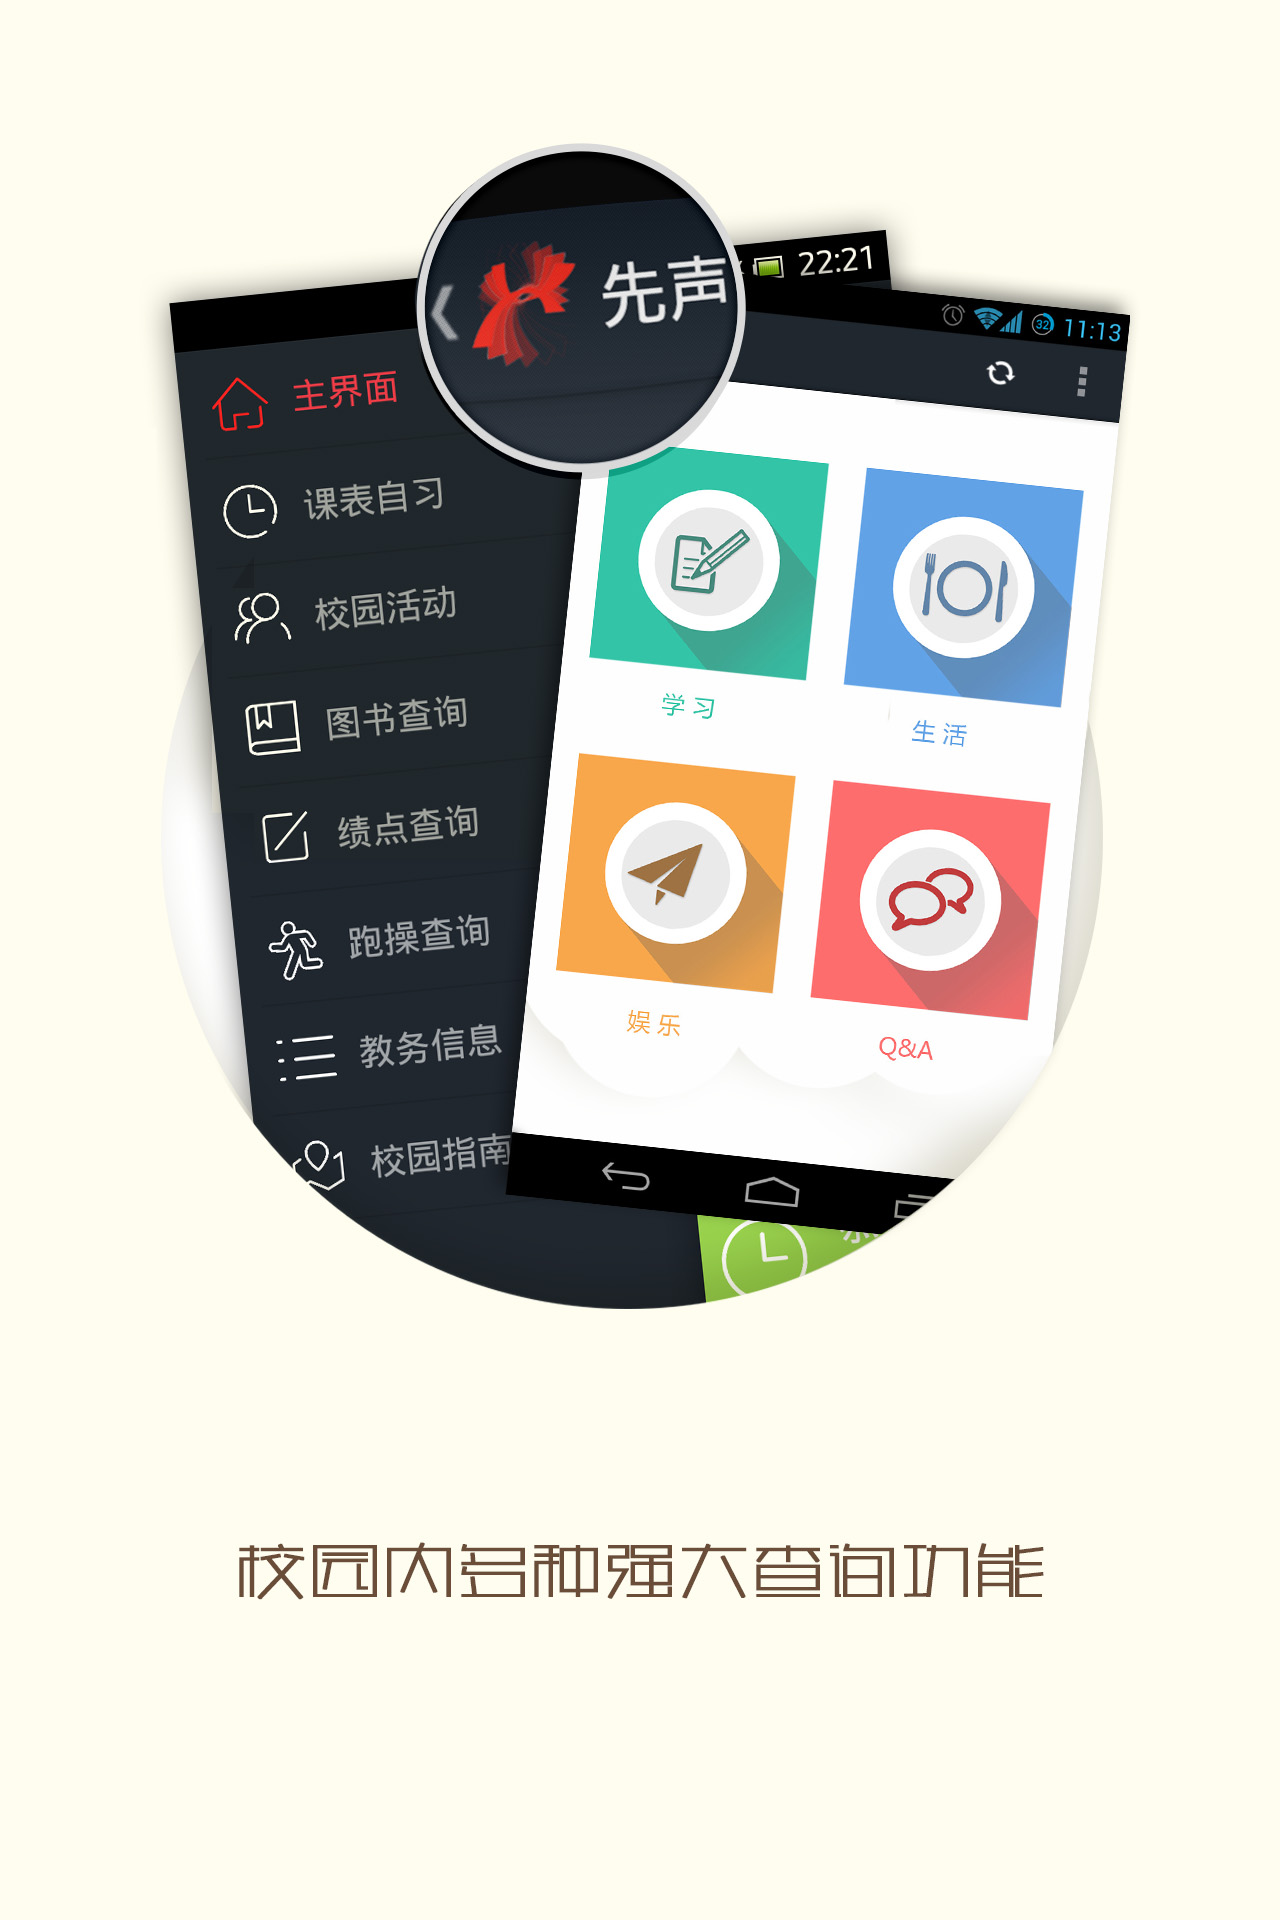 先声
22:21
32
11:13
主界面
课表自习
校园活动
图书查询
绩点查询
跑操查询
教务信息
校园指南
学习
生活
娱乐
Q&A
校园内多种强大查询功能